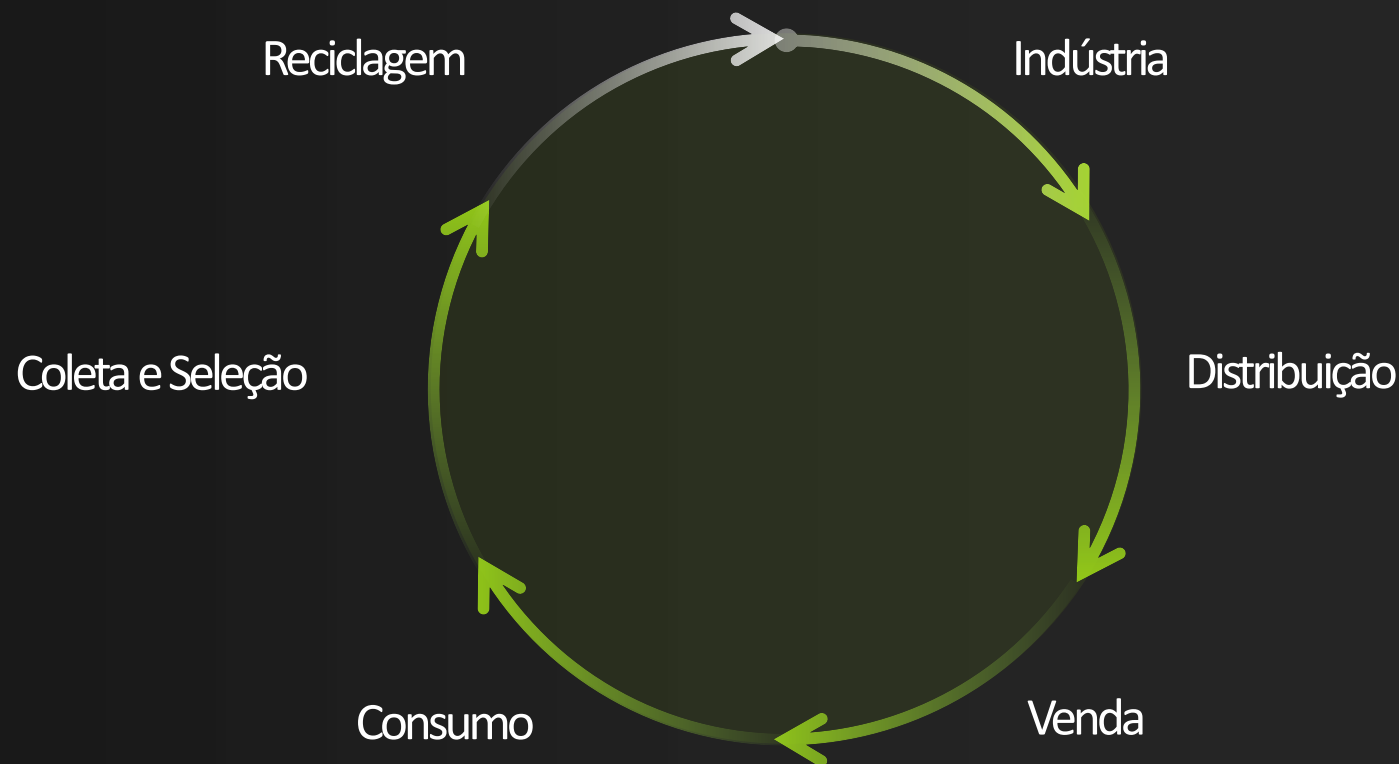 Reciclagem
Indústria
Coleta e Seleção
Distribuição
Consumo
Venda